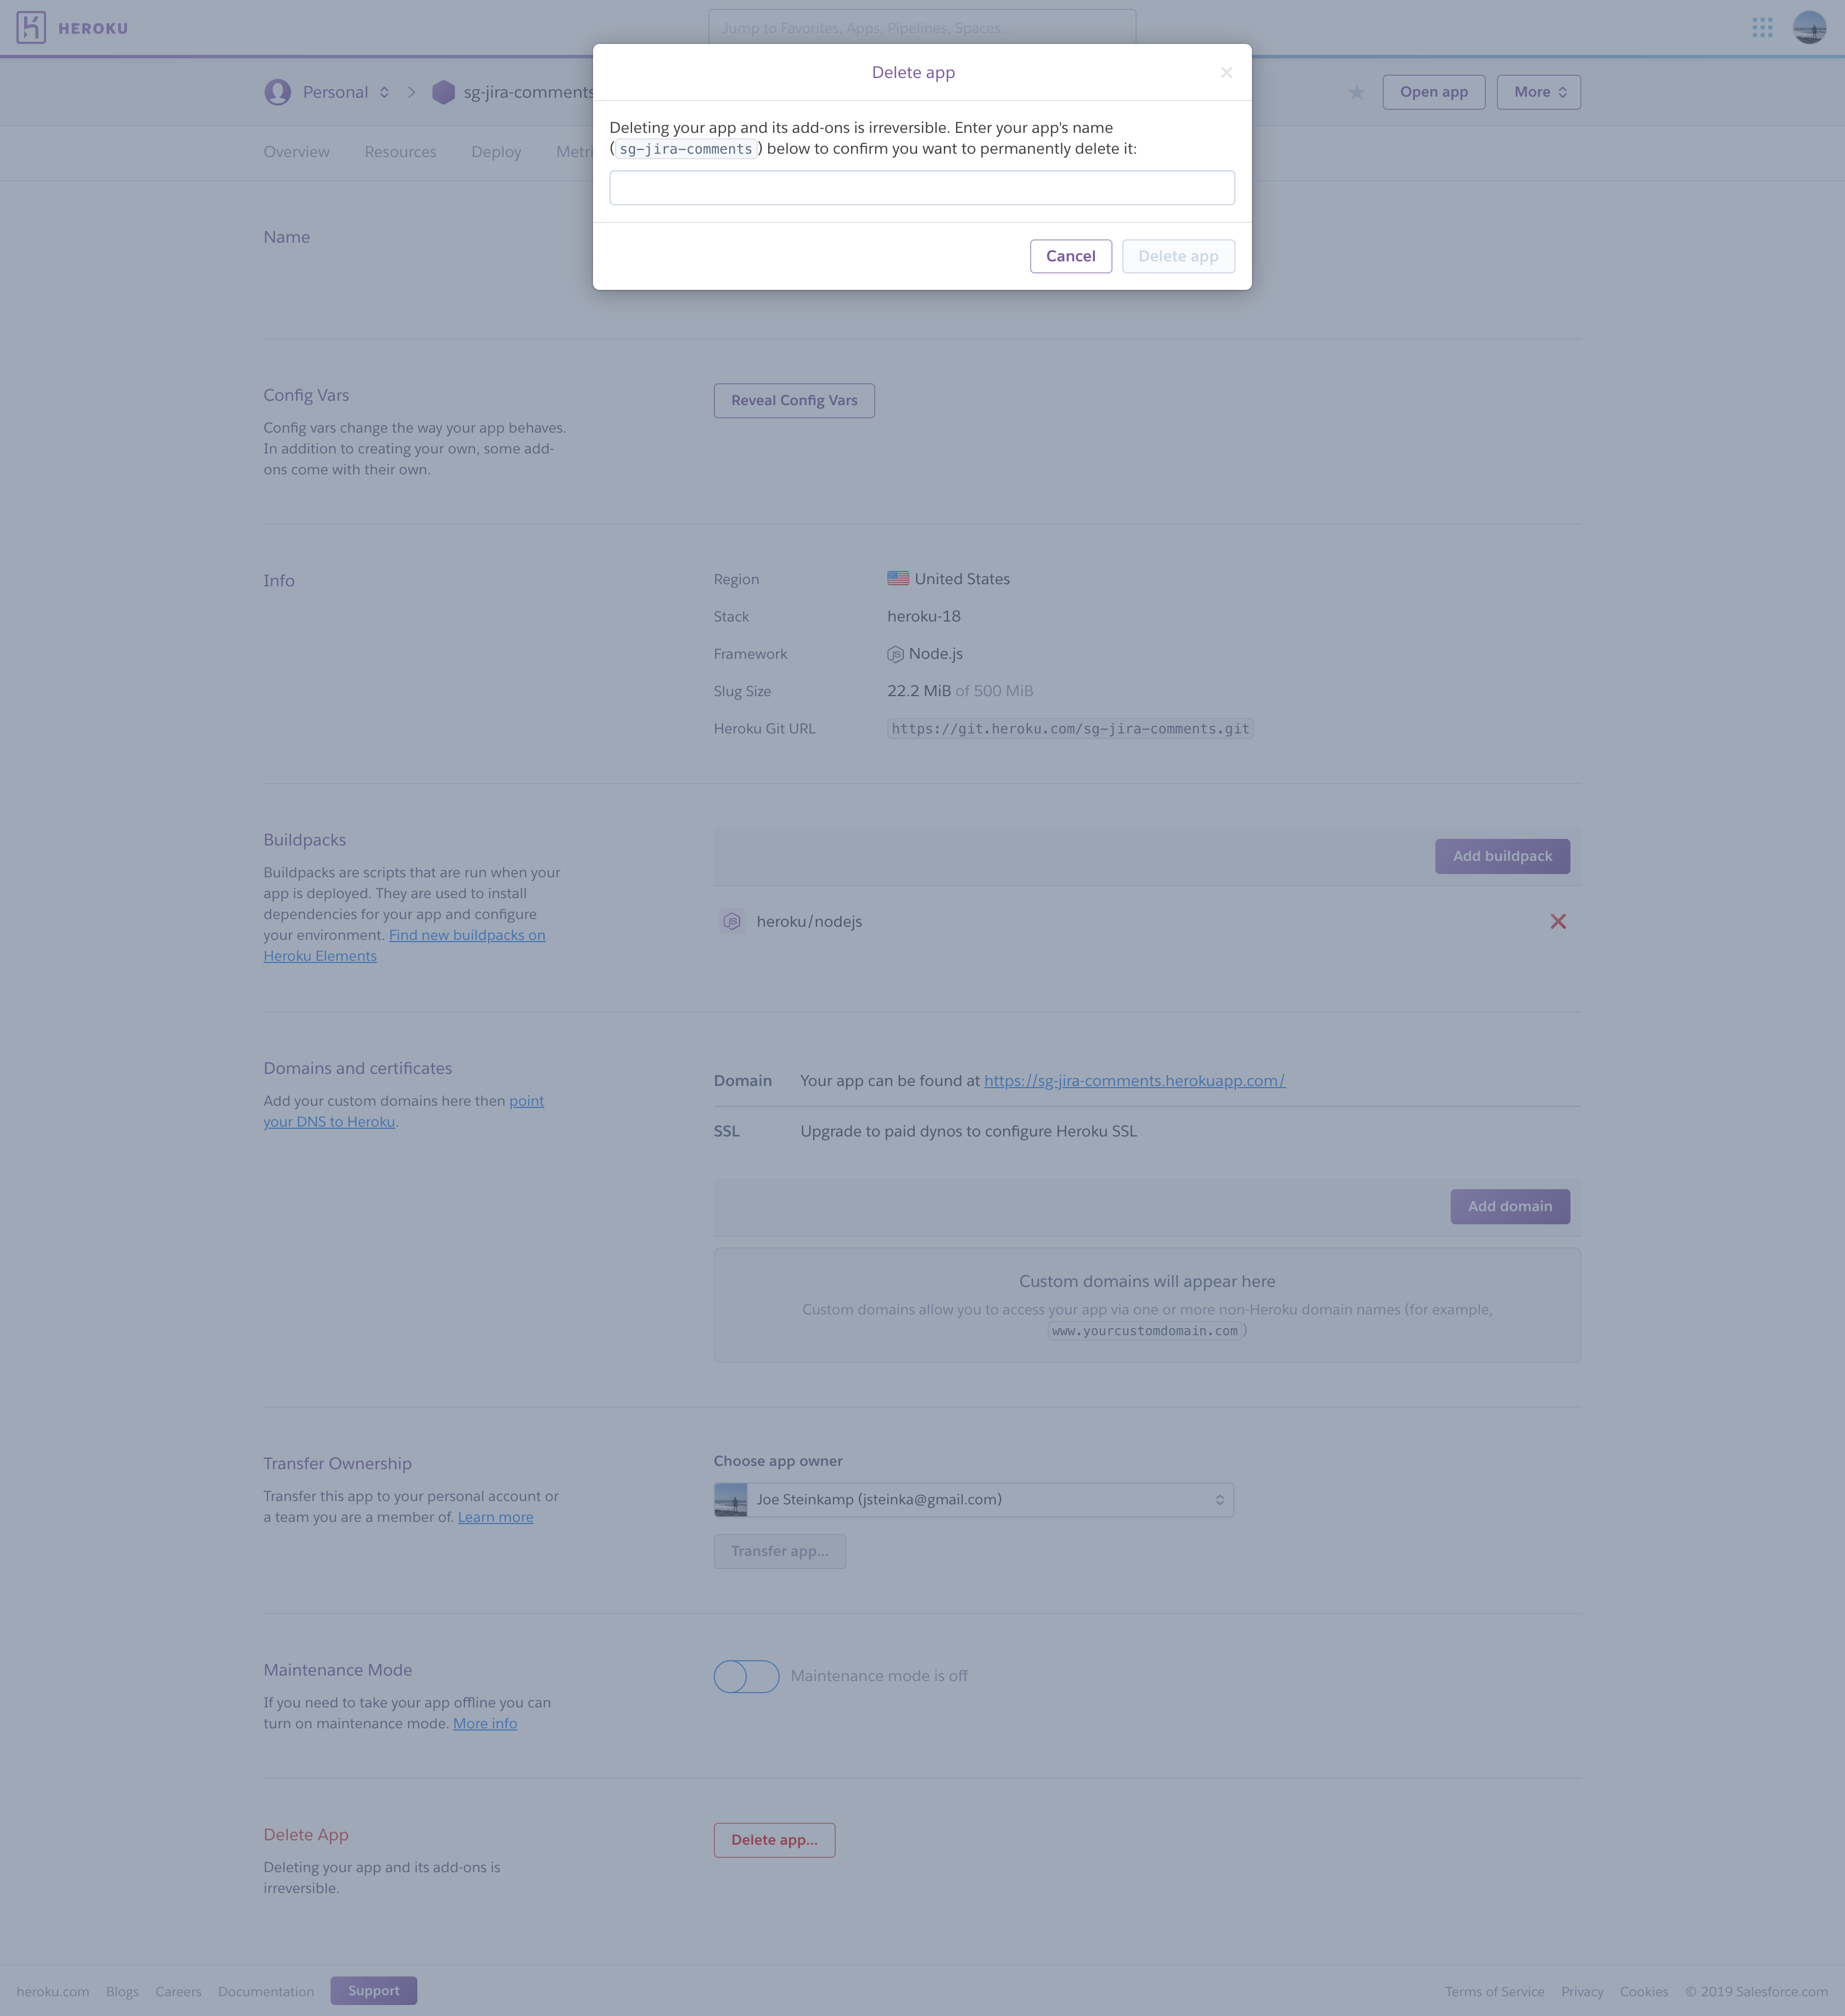 HEROKU
Jump to Favorites, Apps, Pipelines, Spaces...
Delete app
Personal
sg-jira-comments
Open app
More
Deleting your app and its add-ons is irreversible. Enter your app's name
(sg-jira-comments) below to confirm you want to permanently delete it:
Overview
Resources
Deploy
Metri
Cancel
Delete app
Name
Config Vars
Config vars change the way your app behaves.
In addition to creating your own, some add-
ons come with their own.
Reveal Config Vars
Info
Region
United States
Stack
heroku-18
Framework
Node.js
Slug Size
22.2 MiB of 500 MiB
Heroku Git URL
https://git.heroku.com/sg-jira-comments.git
Buildpacks
Buildpacks are scripts that are run when your
app is deployed. They are used to install
dependencies for your app and configure
your environment. Find new buildpacks on
Heroku Elements
Add buildpack
heroku/nodejs
Domains and certificates
Add your custom domains here then point
your DNS to Heroku.
Domain
Your app can be found at https://sg-jira-comments.herokuapp.com/
SSL
Upgrade to paid dynos to configure Heroku SSL
Add domain
Custom domains will appear here
Custom domains allow you to access your app via one or more non-Heroku domain names (for example,
www.yourcustomdomain.com)
Transfer Ownership
Transfer this app to your personal account or
a team you are a member of. Learn more
Choose app owner
Joe Steinkamp (jsteinka@gmail.com)
Transfer app...
Maintenance Mode
If you need to take your app offline you can
turn on maintenance mode. More info
Maintenance mode is off
Delete App
Deleting your app and its add-ons is
irreversible.
Delete app...
heroku.com
Blogs
Careers
Documentation
Support
Terms of Service
Privacy
Cookies
© 2019 Salesforce.com